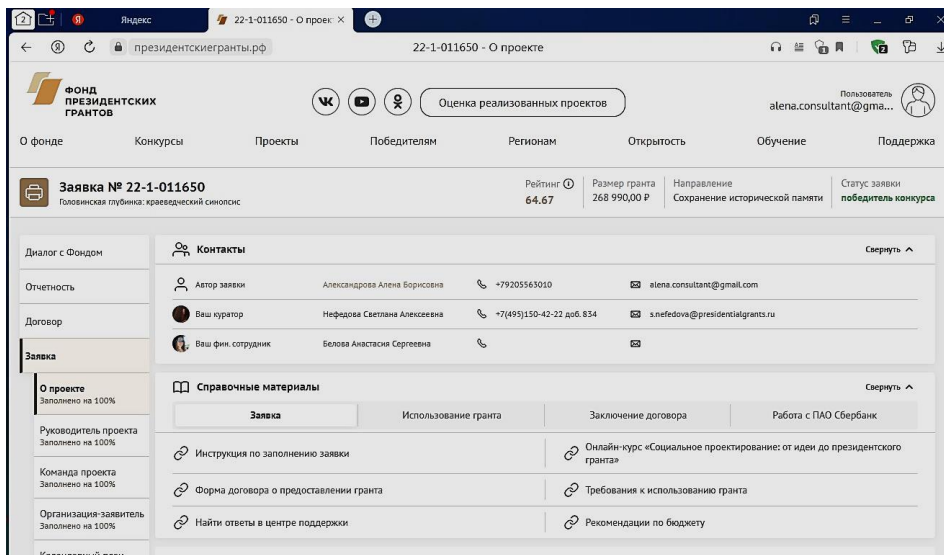 2
Я
Яндекс
22-1-011650 - О проек
президентскиегранты.рф
22-1-011650 - О проекте
ФОНД
ПРЕЗИДЕНТСКИХ
ГРАНТОВ
Оценка реализованных проектов
Пользователь
alena.consultant@gma...
О фонде Конкурсы Проекты Победителям Регионам Открытость Обучение Поддержка
Заявка № 22-1-011650
Головинская глубинка: краеведческий синопсис
Рейтинг
64.67
Размер гранта
268 990,00 ₽
Направление
Сохранение исторической памяти
Статус заявки
победитель конкурса
Диалог с Фондом
Отчетность
Договор
Заявка
О проекте
Заполнено на 100%
Руководитель проекта
Заполнено на 100%
Команда проекта
Заполнено на 100%
Организация-заявитель
Заполнено на 100%
Контакты Свернуть
Автор заявки Александрова Алена Борисовна +79205563010 alena.consultant@gmail.com
Ваш куратор Нефедова Светлана Алексеевна +7(495)150-42-22 доб. 834 s.nefedova@presidentialgrants.ru
Ваш фин. сотрудник Белова Анастасия Сергеевна
Справочные материалы Свернуть
Заявка Использование гранта Заключение договора Работа с ПАО Сбербанк
Инструкция по заполнению заявки
Онлайн-курс «Социальное проектирование: от идеи до президентского
гранта»
Форма договора о предоставлении гранта
Требования к использованию гранта
Найти ответы в центре поддержки
Рекомендации по бюджету